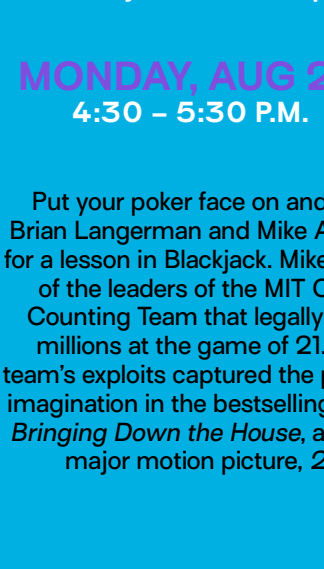 MONDAY, AUG 2
4:30 – 5:30 P.M.
Put your poker face on and
Brian Langerman and Mike A
for a lesson in Blackjack. Mike
of the leaders of the MIT C
Counting Team that legally
millions at the game of 21.
team's exploits captured the p
imagination in the bestselling
Bringing Down the House, a
major motion picture, 2